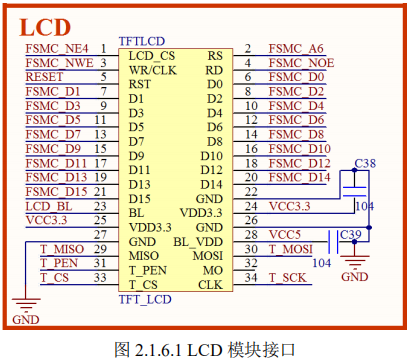 LCD
TFTLCD
FSMC_NE4 1 LCD_CS RS 2 FSMC_A6
FSMC_NWE 3 WR/CLK RD 4 FSMC_NOE
RESET 5 RST D0 6 FSMC_D0
FSMC_D1 7 D1 D2 8 FSMC_D2
FSMC_D3 9 D3 D4 10 FSMC_D4
FSMC_D5 11 D5 D6 12 FSMC_D6
FSMC_D7 13 D7 D8 14 FSMC_D8
FSMC_D9 15 D9 D10 16 FSMC_D10
FSMC_D11 17 D11 D12 18 FSMC_D12 C38
FSMC_D13 19 D13 D14 20 FSMC_D14
FSMC_D15 21 D15 GND 22
LCD_BL 23 BL VDD3.3 24 VCC3.3 104
VCC3.3 25 VDD3.3 GND 26
27 GND BL_VDD 28 VCC5 C39
T_MISO 29 MISO MOSI 30 T_MOSI
T_PEN 31 T_PEN MO 32 104 GND
T_CS 33 T_CS CLK 34 T_SCK
TFT_LCD
GND
图 2.1.6.1 LCD 模块接口